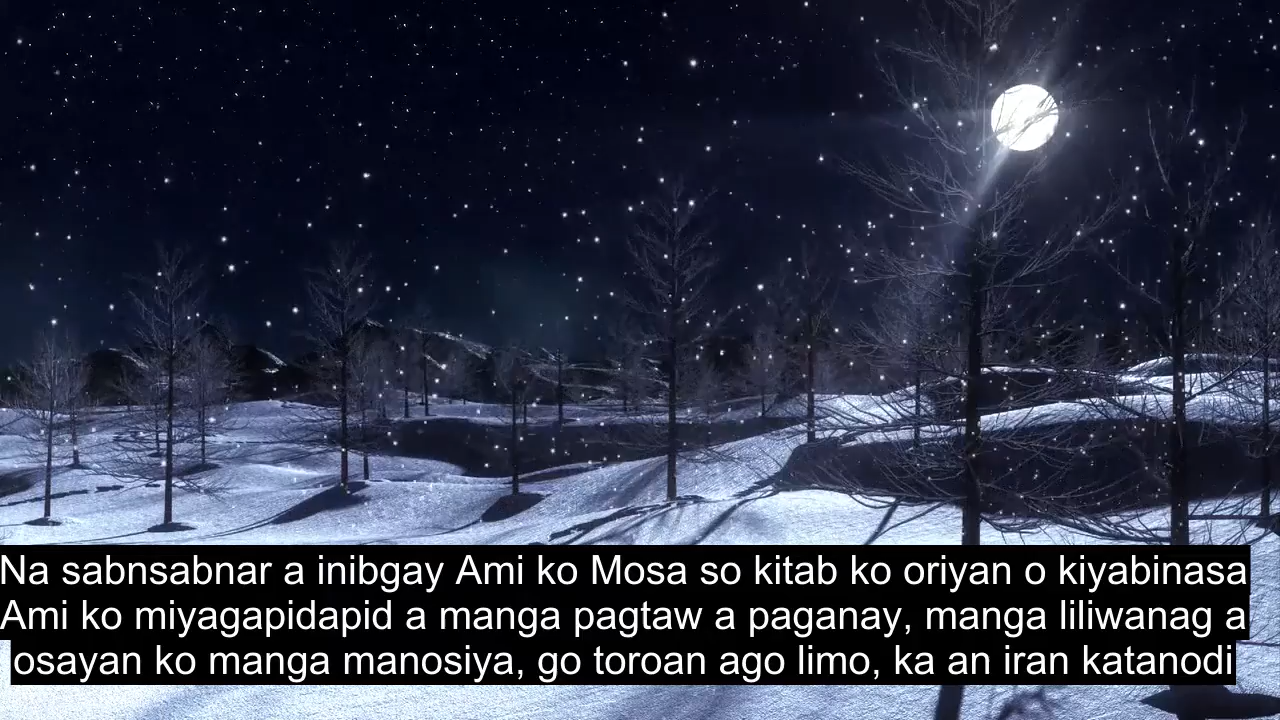 Na sabnsabnar a inibgay Ami ko Mosa so kitab ko oriyan o kiyabinasa
Ami ko miyagapidapid a manga pagtaw a paganay, manga liliwanag a
osayan ko manga manosiya, go toroan ago limo, ka an iran katanodi